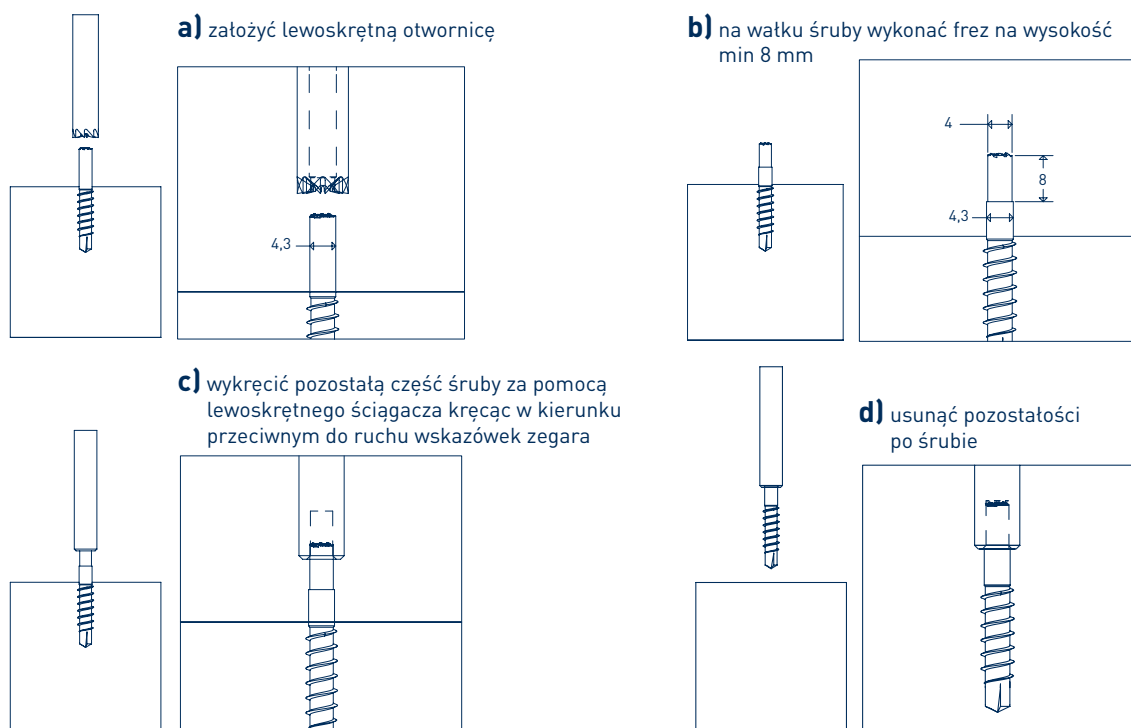 a) założyć lewoskrętną otwornicę
4,3
b) na wałku śruby wykonać frez na wysokość
min 8 mm
4
8
4,3
c) wykręcić pozostałą część śruby za pomocą
lewoskrętnego ściągacza kręcąc w kierunku
przeciwnym do ruchu wskazówek zegara
d) usunąć pozostałości
po śrubie